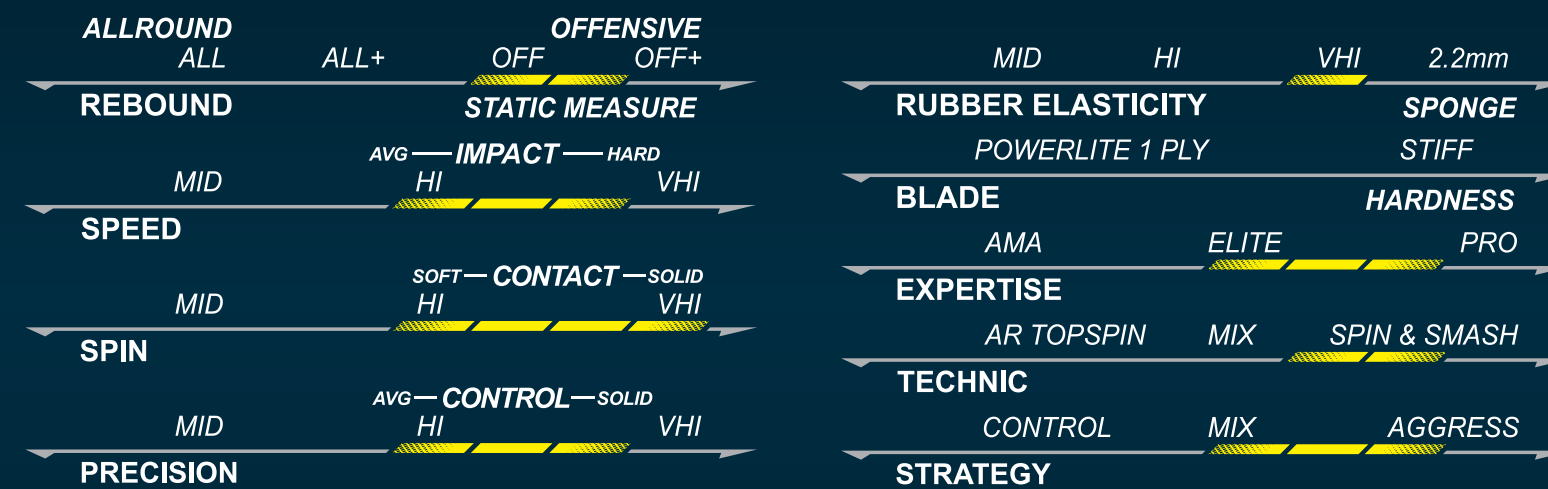 ALLROUND OFFENSIVE
ALL ALL+ OFF OFF+
REBOUND STATIC MEASURE
AVG IMPACT HARD
MID HI VHI
SPEED
SOFT CONTACT SOLID
MID HI VHI
SPIN
AVG CONTROL SOLID
MID HI VHI
PRECISION
MID HI VHI 2.2mm
RUBBER ELASTICITY SPONGE
POWERLITE 1 PLY STIFF
BLADE HARDNESS
AMA ELITE PRO
EXPERTISE
AR TOPSPIN MIX SPIN & SMASH
TECHNIC
CONTROL MIX AGGRESS
STRATEGY